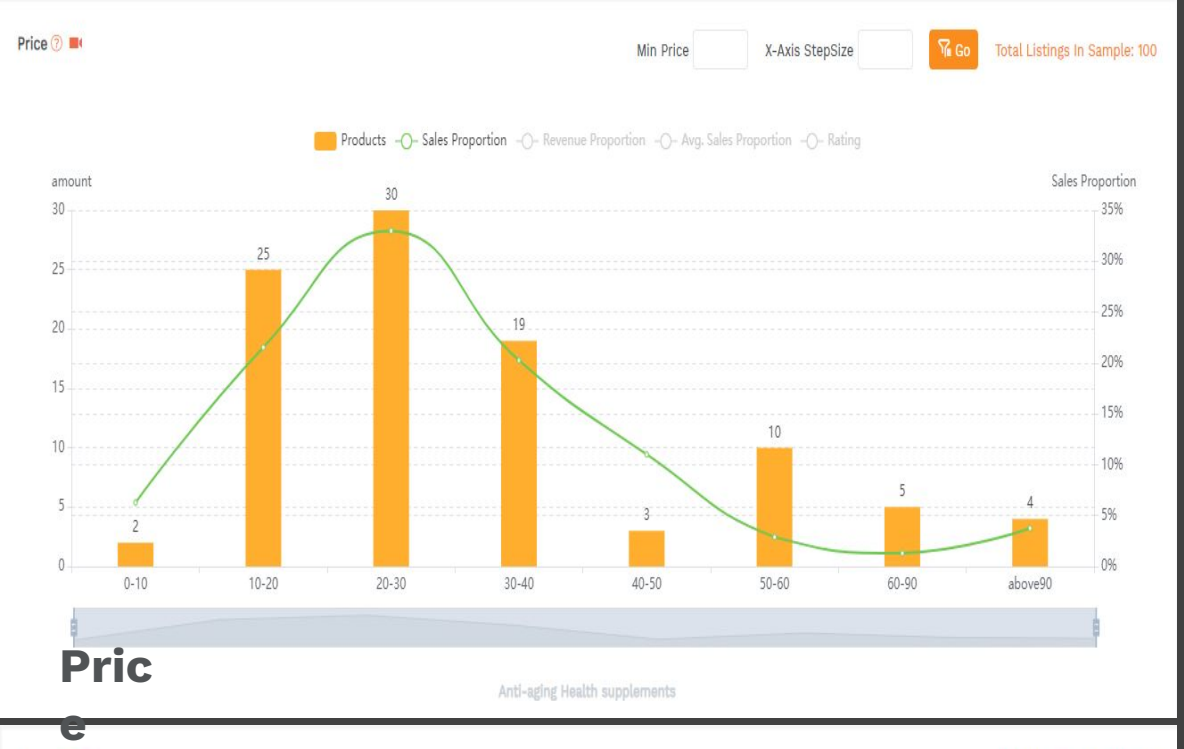 Price ?
Min Price X-Axis StepSize Go Total Listings In Sample: 100
Products Sales Proportion Revenue Proportion Avg. Sales Proportion Rating
amount Sales Proportion
30 35%
25 30%
20 25%
15 20%
10 15%
5 10%
0 5%
0%
2 25 30 19 3 10 5 4
0-10 10-20 20-30 30-40 40-50 50-60 60-90 above90
Pric
e
Anti-aging Health supplements